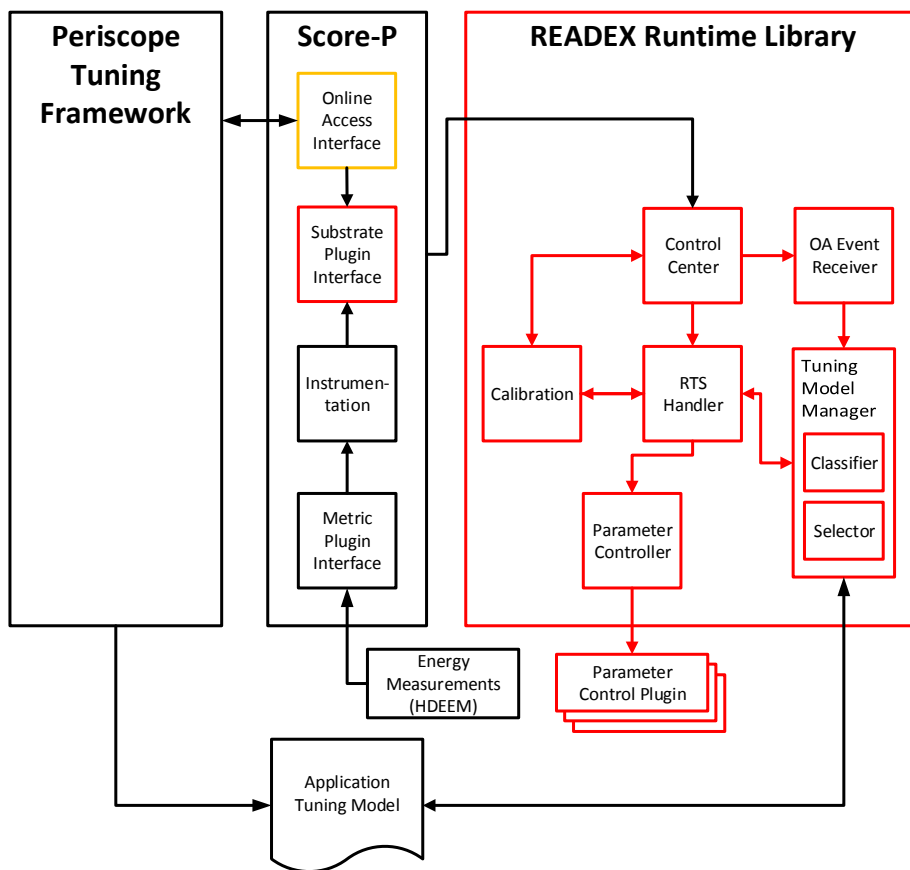 Periscope
Tuning
Framework
Score-P
READEX Runtime Library
Online
Access
Interface
Substrate
Plugin
Interface
Instrumen-
tation
Metric
Plugin
Interface
Energy
Measurements
(HDEEM)
Control
Center
OA Event
Receiver
Calibration
RTS
Handler
Tuning
Model
Manager
Classifier
Selector
Parameter
Controller
Parameter
Control Plugin
Application
Tuning Model